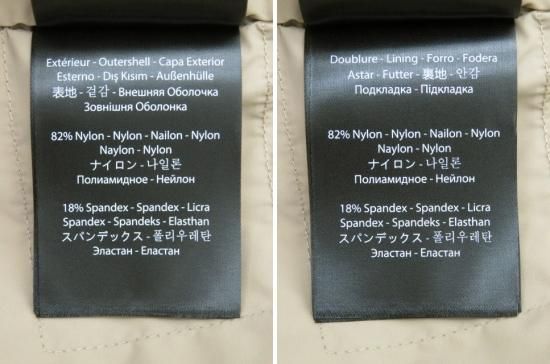 Extérieur - Outershell - Capa Exterior
Esterno - Dış Kısım - Außenhülle
表地 - 겉감 - Внешняя Оболочка
Зовнішня Оболонка
82% Nylon - Nylon - Nailon - Nylon
Naylon - Nylon
ナイロン - 나일론
Полиамидное - Нейлон
18% Spandex - Spandex - Licra
Spandex - Spandeks - Elasthan
スパンデックス - 폴리우레탄
Эластан - Еластан
Doublure - Lining - Forro - Fodera
Astar - Futter - 裏地 - 안감
Подкладка - Підкладка
82% Nylon - Nylon - Nailon - Nylon
Naylon - Nylon
ナイロン - 나일론
Полиамидное - Нейлон
18% Spandex - Spandex - Licra
Spandex - Spandeks - Elasthan
スパンデックス - 폴리우레탄
Эластан - Еластан